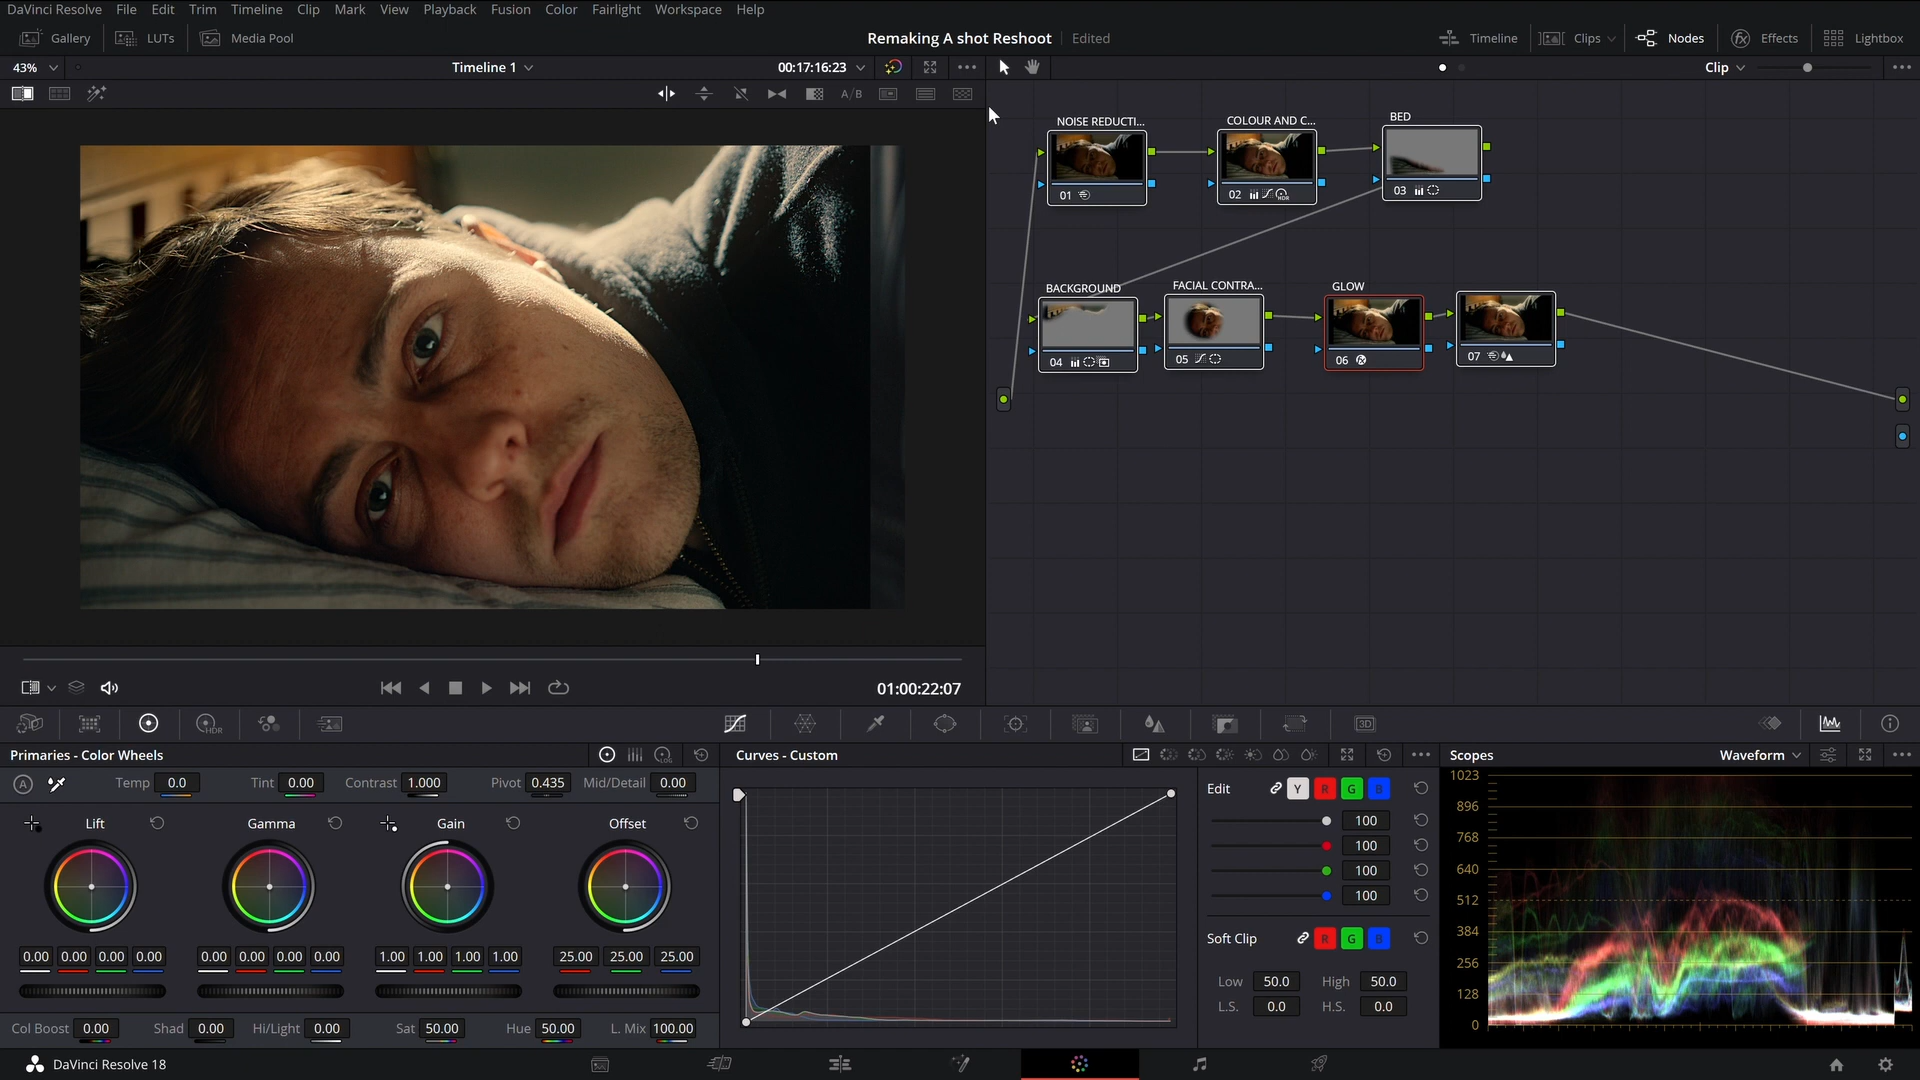 DaVinci Resolve File Edit Trim Timeline Clip Mark View Playback Fusion Color Fairlight Workspace Help
Gallery LUTs Media Pool Remaking A shot Reshoot Edited Timeline Clips Nodes Effects Lightbox
43% Timeline 1 00:17:16:23 Clip
A/B
NOISE REDUCTI... COLOUR AND C... BED
01 02 HDR 03
BACKGROUND FACIAL CONTRA... GLOW
04 05 06 07
01:00:22:07
HDR 3D
Primaries - Color Wheels LOG Curves - Custom Scopes Waveform
A Temp 0.0 Tint 0.00 Contrast 1.000 Pivot 0.435 Mid/Detail 0.00
Lift Gamma Gain Offset
0.00 0.00 0.00 0.00 0.00 0.00 0.00 0.00 1.00 1.00 1.00 1.00 25.00 25.00 25.00
Col Boost 0.00 Shad 0.00 Hi/Light 0.00 Sat 50.00 Hue 50.00 L. Mix 100.00
Edit Y R G B
100
100
100
100
Soft Clip R G B
Low 50.0 High 50.0
L.S. 0.0 H.S. 0.0
1023
896
768
640
512
384
256
128
0
DaVinci Resolve 18